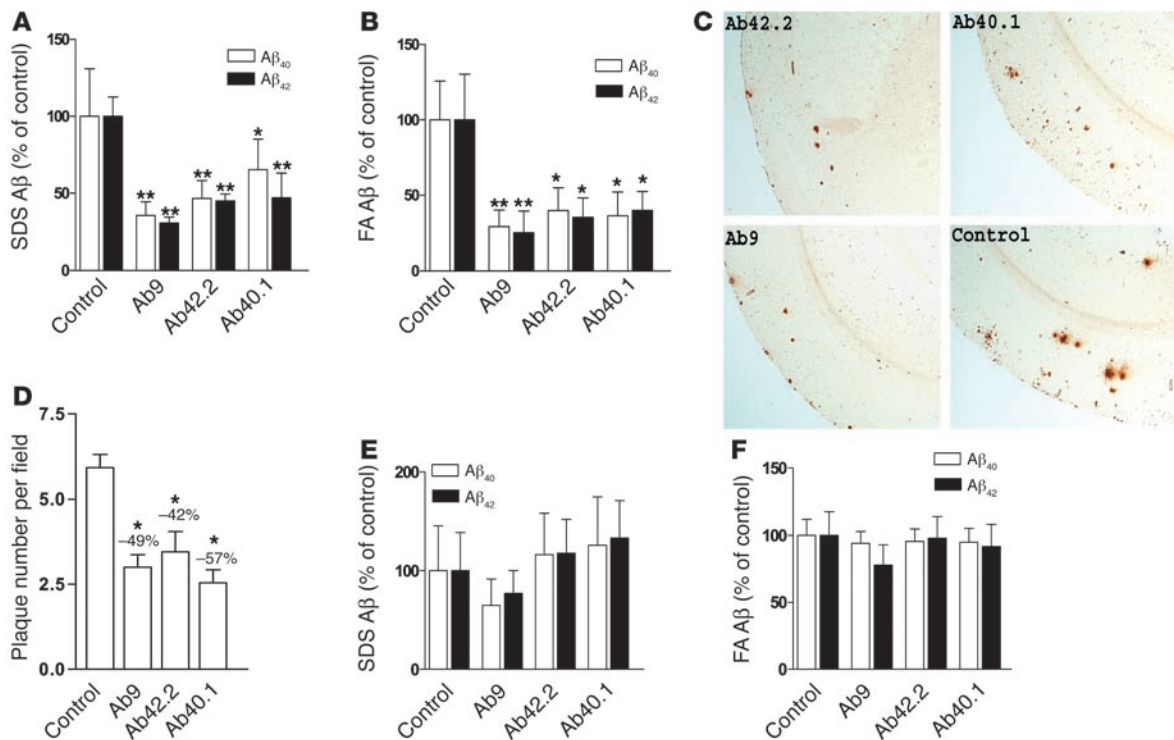 A
SDS Aβ (% of control)
150
100
50
0
Aβ40
Aβ42
**
**
**
**
*
**
Control
Ab9
Ab42.2
Ab40.1
B
FA Aβ (% of control)
150
100
50
0
Aβ40
Aβ42
**
**
*
*
*
*
Control
Ab9
Ab42.2
Ab40.1
C
Ab42.2
Ab40.1
Ab9
Control
D
Plaque number per field
7.5
5.0
2.5
0.0
*
–49%
*
–42%
*
–57%
Control
Ab9
Ab42.2
Ab40.1
E
SDS Aβ (% of control)
200
100
0
Aβ40
Aβ42
Control
Ab9
Ab42.2
Ab40.1
F
FA Aβ (% of control)
150
100
50
0
Aβ40
Aβ42
Control
Ab9
Ab42.2
Ab40.1